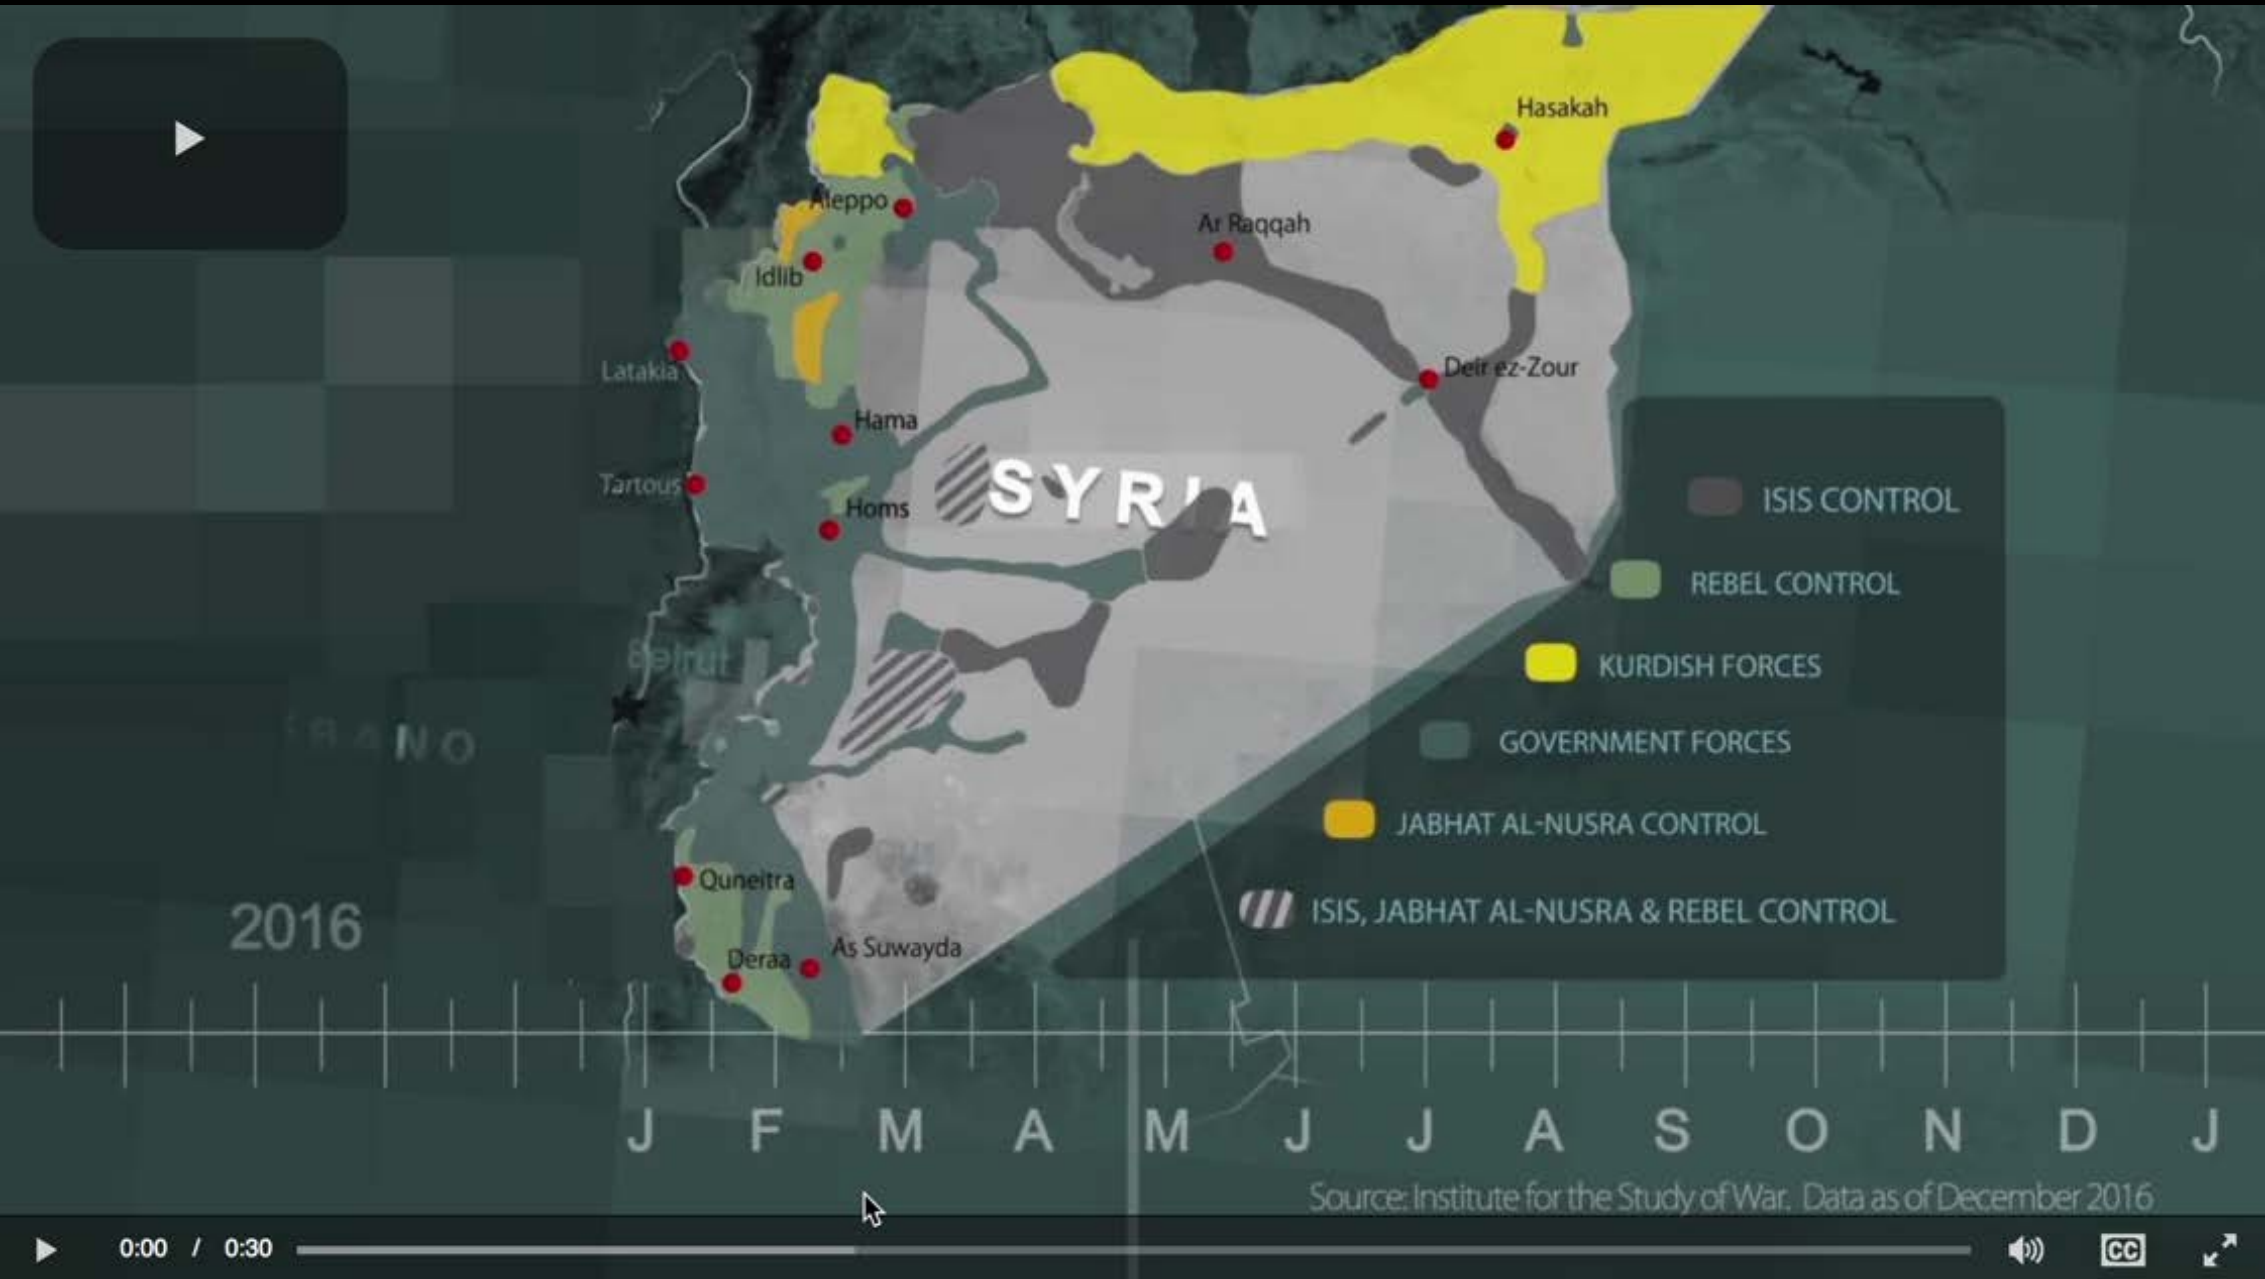 Hasakah
Aleppo
Ar Raqqah
Idlib
Latakia
Deir ez-Zour
Hama
SYRIA
Tartous
Homs
ISIS CONTROL
REBEL CONTROL
Beirut
KURDISH FORCES
GOVERNMENT FORCES
JABHAT AL-NUSRA CONTROL
Quneitra
ISIS, JABHAT AL-NUSRA & REBEL CONTROL
2016
As Suwayda
Deraa
J F M A M J J A S O N D J
Source: Institute for the Study of War. Data as of December 2016
0:00 / 0:30
CC